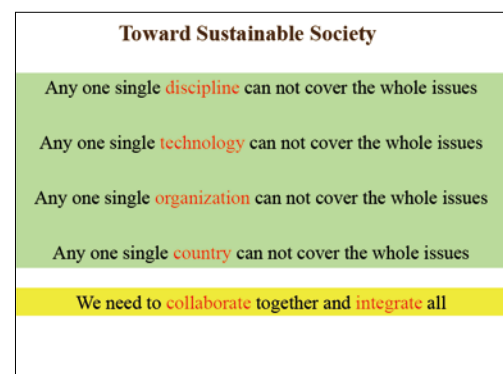 Toward Sustainable Society
Any one single discipline can not cover the whole issues
Any one single technology can not cover the whole issues
Any one single organization can not cover the whole issues
Any one single country can not cover the whole issues
We need to collaborate together and integrate all